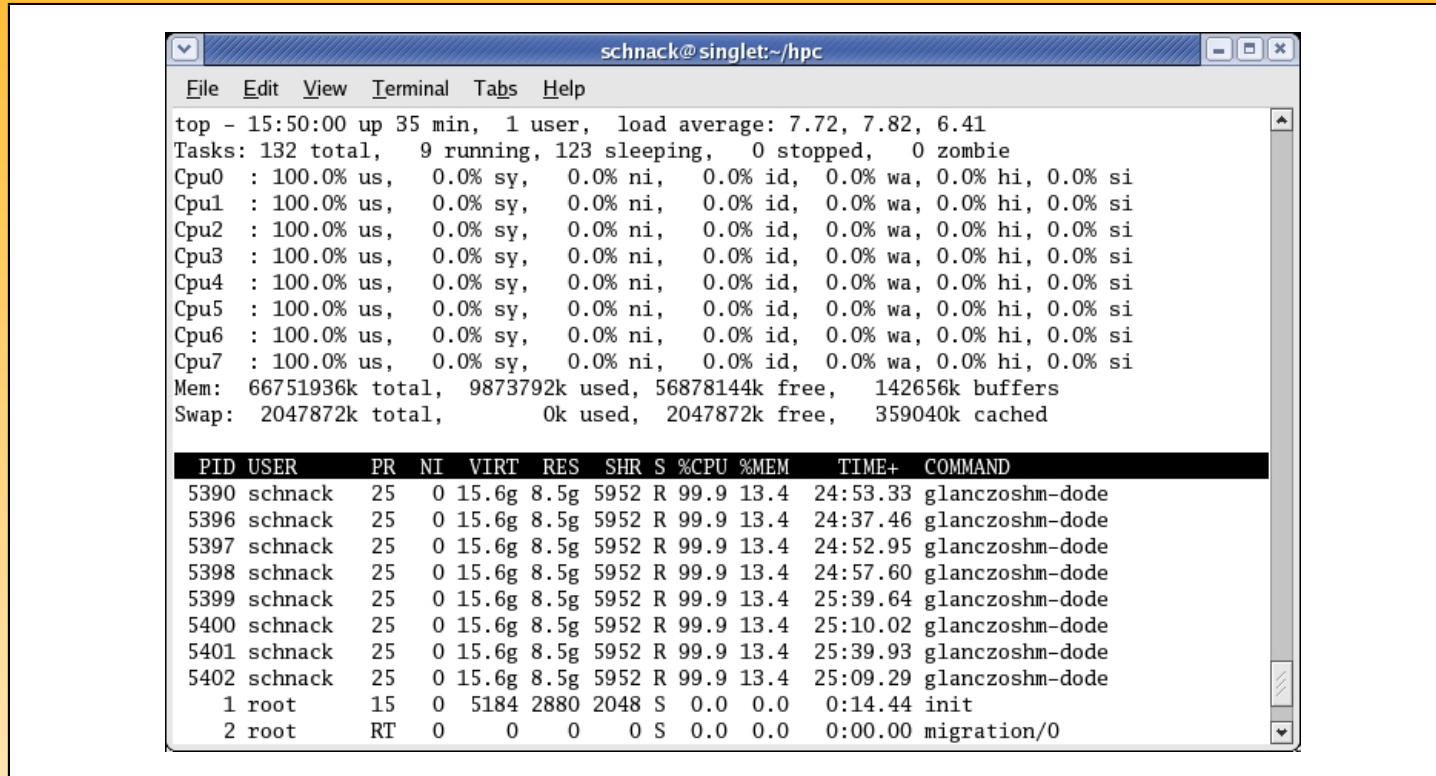 schnack@singlet:~/hpc
File Edit View Terminal Tabs Help
top - 15:50:00 up 35 min, 1 user, load average: 7.72, 7.82, 6.41
Tasks: 132 total, 9 running, 123 sleeping, 0 stopped, 0 zombie
Cpu0 : 100.0% us, 0.0% sy, 0.0% ni, 0.0% id, 0.0% wa, 0.0% hi, 0.0% si
Cpu1 : 100.0% us, 0.0% sy, 0.0% ni, 0.0% id, 0.0% wa, 0.0% hi, 0.0% si
Cpu2 : 100.0% us, 0.0% sy, 0.0% ni, 0.0% id, 0.0% wa, 0.0% hi, 0.0% si
Cpu3 : 100.0% us, 0.0% sy, 0.0% ni, 0.0% id, 0.0% wa, 0.0% hi, 0.0% si
Cpu4 : 100.0% us, 0.0% sy, 0.0% ni, 0.0% id, 0.0% wa, 0.0% hi, 0.0% si
Cpu5 : 100.0% us, 0.0% sy, 0.0% ni, 0.0% id, 0.0% wa, 0.0% hi, 0.0% si
Cpu6 : 100.0% us, 0.0% sy, 0.0% ni, 0.0% id, 0.0% wa, 0.0% hi, 0.0% si
Cpu7 : 100.0% us, 0.0% sy, 0.0% ni, 0.0% id, 0.0% wa, 0.0% hi, 0.0% si
Mem: 66751936k total, 9873792k used, 56878144k free, 142656k buffers
Swap: 2047872k total, 0k used, 2047872k free, 359040k cached
PID USER PR NI VIRT RES SHR S %CPU %MEM TIME+ COMMAND
5390 schnack 25 0 15.6g 8.5g 5952 R 99.9 13.4 24:53.33 glanczoshm-dode
5396 schnack 25 0 15.6g 8.5g 5952 R 99.9 13.4 24:37.46 glanczoshm-dode
5397 schnack 25 0 15.6g 8.5g 5952 R 99.9 13.4 24:52.95 glanczoshm-dode
5398 schnack 25 0 15.6g 8.5g 5952 R 99.9 13.4 24:57.60 glanczoshm-dode
5399 schnack 25 0 15.6g 8.5g 5952 R 99.9 13.4 25:39.64 glanczoshm-dode
5400 schnack 25 0 15.6g 8.5g 5952 R 99.9 13.4 25:10.02 glanczoshm-dode
5401 schnack 25 0 15.6g 8.5g 5952 R 99.9 13.4 25:39.93 glanczoshm-dode
5402 schnack 25 0 15.6g 8.5g 5952 R 99.9 13.4 25:09.29 glanczoshm-dode
1 root 15 0 5184 2880 2048 S 0.0 0.0 0:14.44 init
2 root RT 0 0 0 0 S 0.0 0.0 0:00.00 migration/0